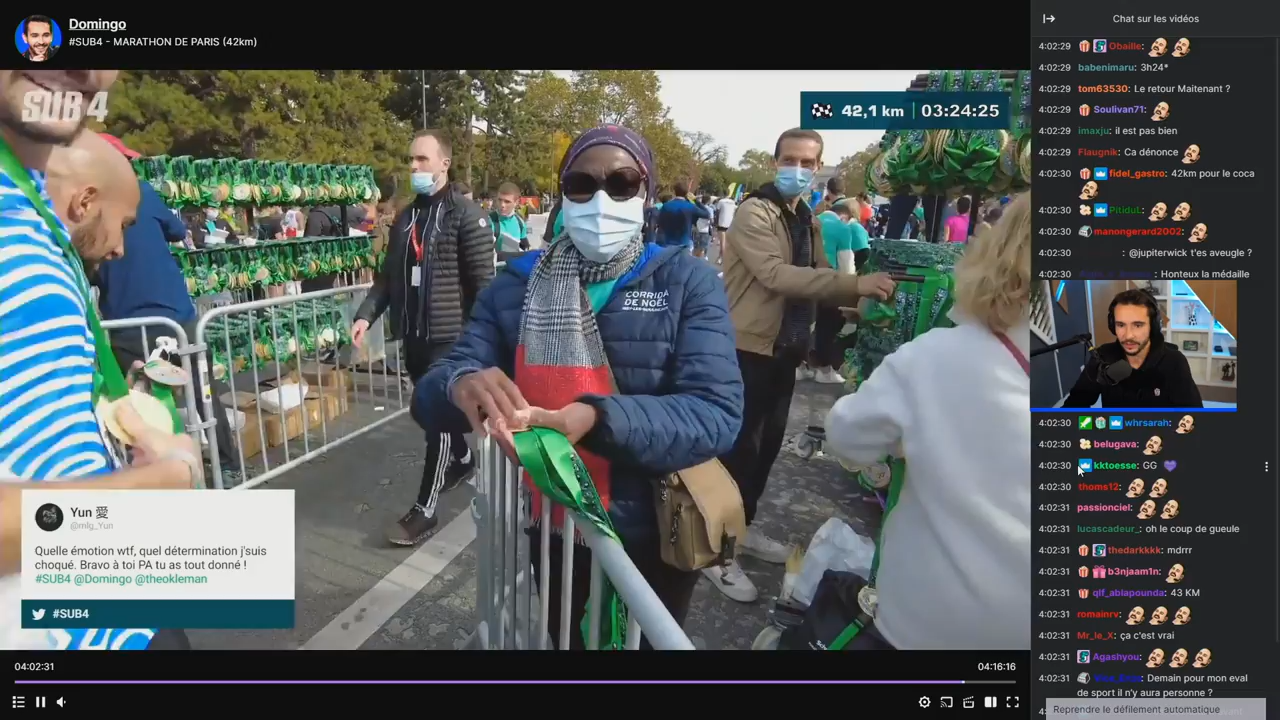 Domingo
#SUB4 - MARATHON DE PARIS (42km)
SUB 4
42,1 km | 03:24:25
CORRIDA
DE NOËL
Yun 愛
@mlg_Yun
Quelle émotion wtf, quel détermination j'suis
choqué. Bravo à toi PA tu as tout donné !
#SUB4 @Domingo @theokleman
#SUB4
04:02:31
04:16:16
Chat sur les vidéos
4:02:29 Obaille:
4:02:29 babenimaru: 3h24*
4:02:29 tom63530: Le retour Maitenant ?
4:02:29 Soulivan71:
4:02:29 imaxju: il est pas bien
4:02:29 Flaugnik: Ca dénonce
4:02:30 fidel_gastro: 42km pour le coca
4:02:30 PitiduL:
4:02:30 manongerard2002:
4:02:30 : @jupiterwick t'es aveugle ?
4:02:30 : Honteux la médaille
4:02:30 whrsarah:
4:02:30 belugava:
4:02:30 kktoesse: GG
4:02:30 thoms12:
4:02:31 passionciel:
4:02:31 lucascadeur_: oh le coup de gueule
4:02:31 thedarkkkk: mdrrr
4:02:31 b3njaam1n:
4:02:31 qlf_ablapounda: 43 KM
4:02:31 romainrv:
4:02:31 Mr_le_X: ça c'est vrai
4:02:31 Agashyou:
4:02:31 : Demain pour mon eval
de sport il n'y aura personne ?
Reprendre le défilement automatique